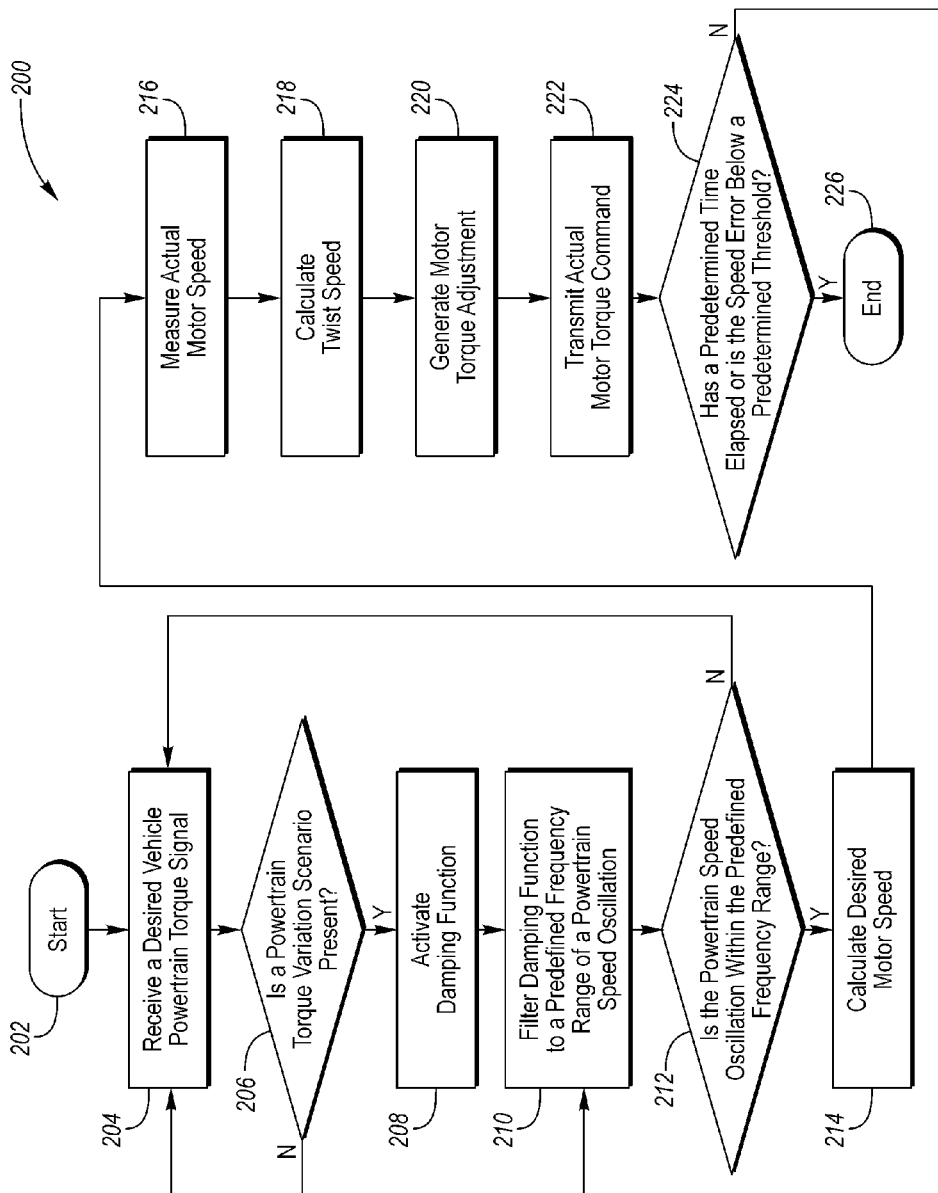 200
Start
202
Receive a Desired Vehicle
Powertrain Torque Signal
204
Is a Powertrain
Torque Variation Scenario
Present?
206
N
Y
Activate
Damping Function
208
Filter Damping Function
to a Predefined Frequency
Range of a Powertrain
Speed Oscillation
210
Is the Powertrain Speed
Oscillation Within the Predefined
Frequency Range?
212
N
Y
Calculate Desired
Motor Speed
214
Measure Actual
Motor Speed
216
Calculate
Twist Speed
218
Generate Motor
Torque Adjustment
220
Transmit Actual
Motor Torque Command
222
Has a Predetermined Time
Elapsed or is the Speed Error Below a
Predetermined Threshold?
224
N
Y
End
226